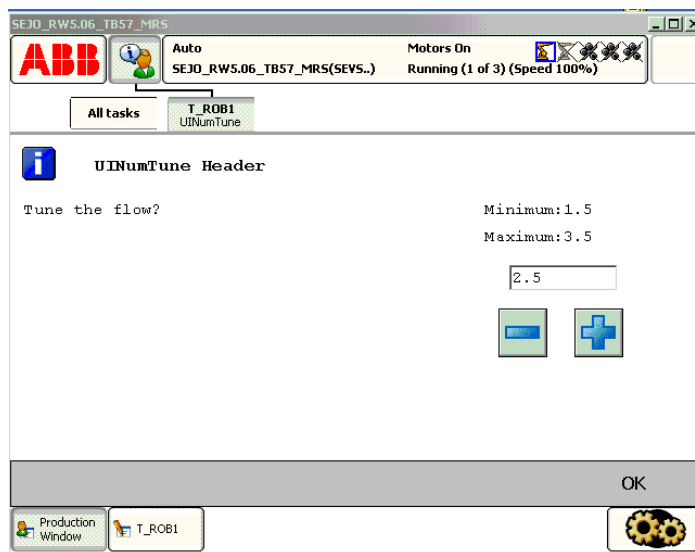 SEJO_RW5.06_TB57_MRS
ABB
Auto
SEJO_RW5.06_TB57_MRS(SEVS..)
Motors On
Running (1 of 3) (Speed 100%)
All tasks
T_ROB1
UINumTune
UINumTune Header
Tune the flow?
Minimum:1.5
Maximum:3.5
2.5
OK
Production
Window
T_ROB1